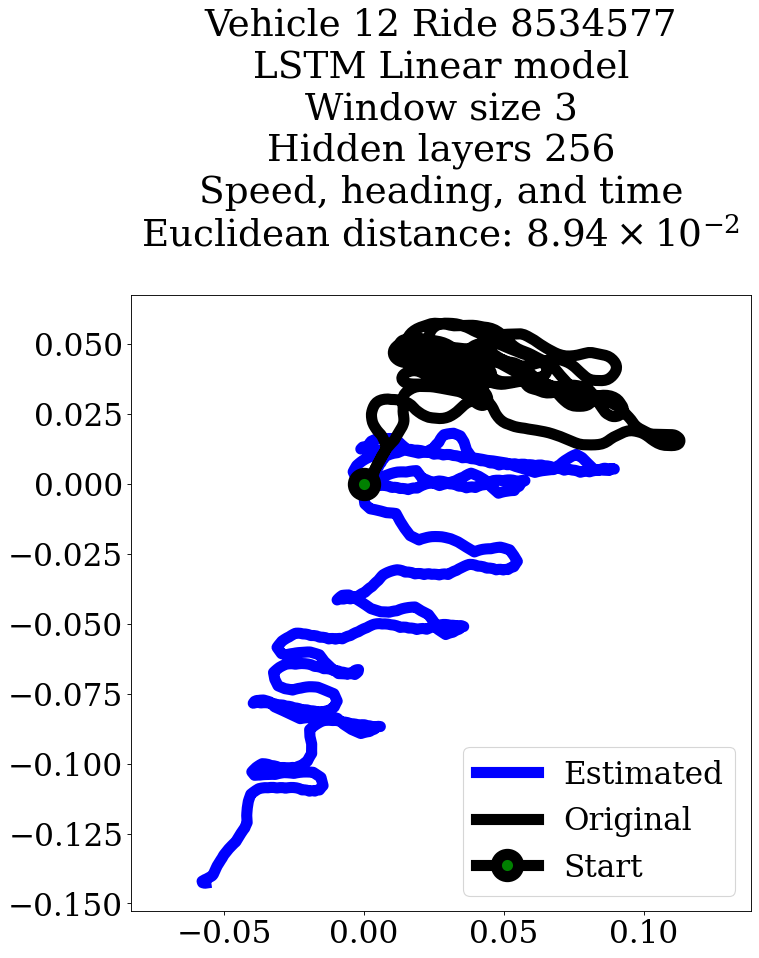 Vehicle 12 Ride 8534577
LSTM Linear model
Window size 3
Hidden layers 256
Speed, heading, and time
Euclidean distance: 8.94 × 10⁻²
0.050
0.025
0.000
−0.025
−0.050
−0.075
−0.100
−0.125
−0.150
Estimated
Original
Start
−0.05 0.00 0.05 0.10